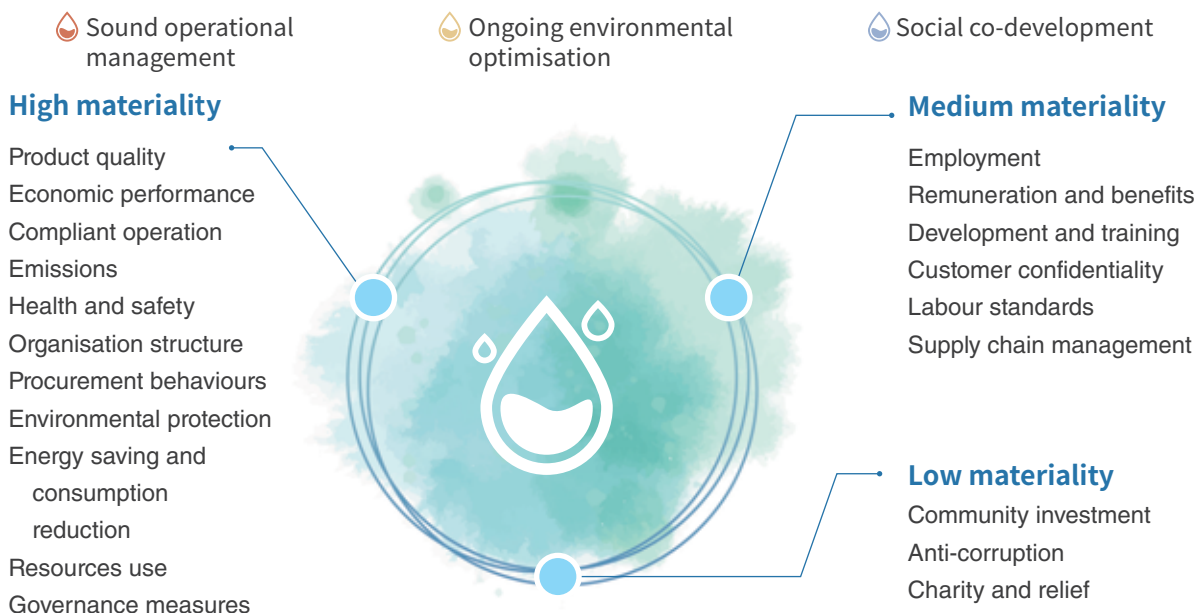 Sound operational
management
Ongoing environmental
optimisation
Social co-development
High materiality
Product quality
Economic performance
Compliant operation
Emissions
Health and safety
Organisation structure
Procurement behaviours
Environmental protection
Energy saving and
consumption
reduction
Resources use
Governance measures
Medium materiality
Employment
Remuneration and benefits
Development and training
Customer confidentiality
Labour standards
Supply chain management
Low materiality
Community investment
Anti-corruption
Charity and relief